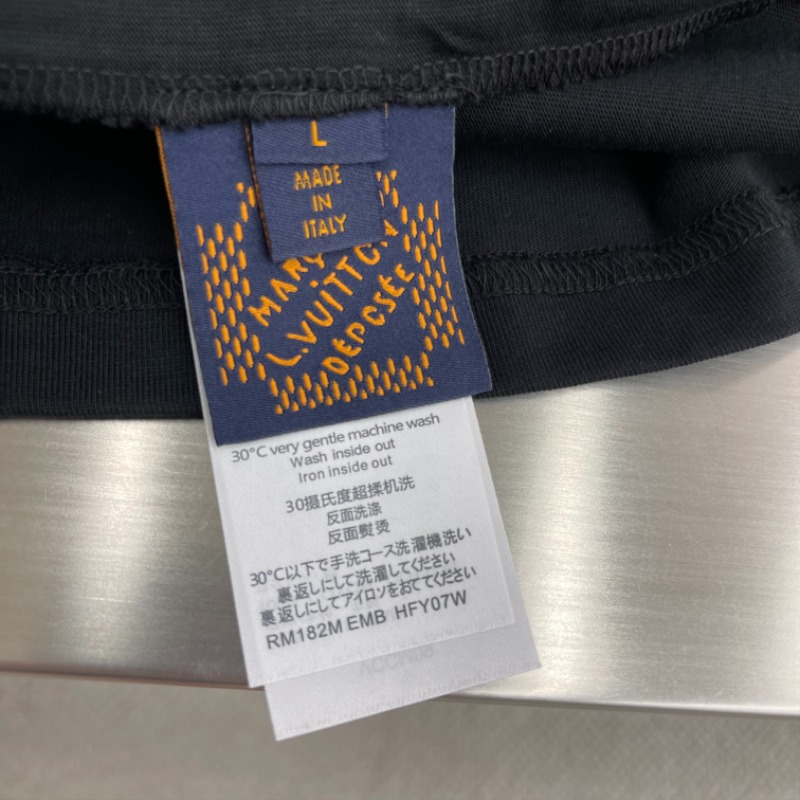 L
MADE
IN
ITALY
L.VUITTON
DEPOSÉE
30°C very gentle machine wash
Wash inside out
Iron inside out
30摄氏度超揉机洗
反面洗涤
反面熨烫
30°C以下で手洗コース洗濯機洗い
裏返しにして洗濯してください
裏返しにしてアイロンをおててください
RM182M EMB HFY07W